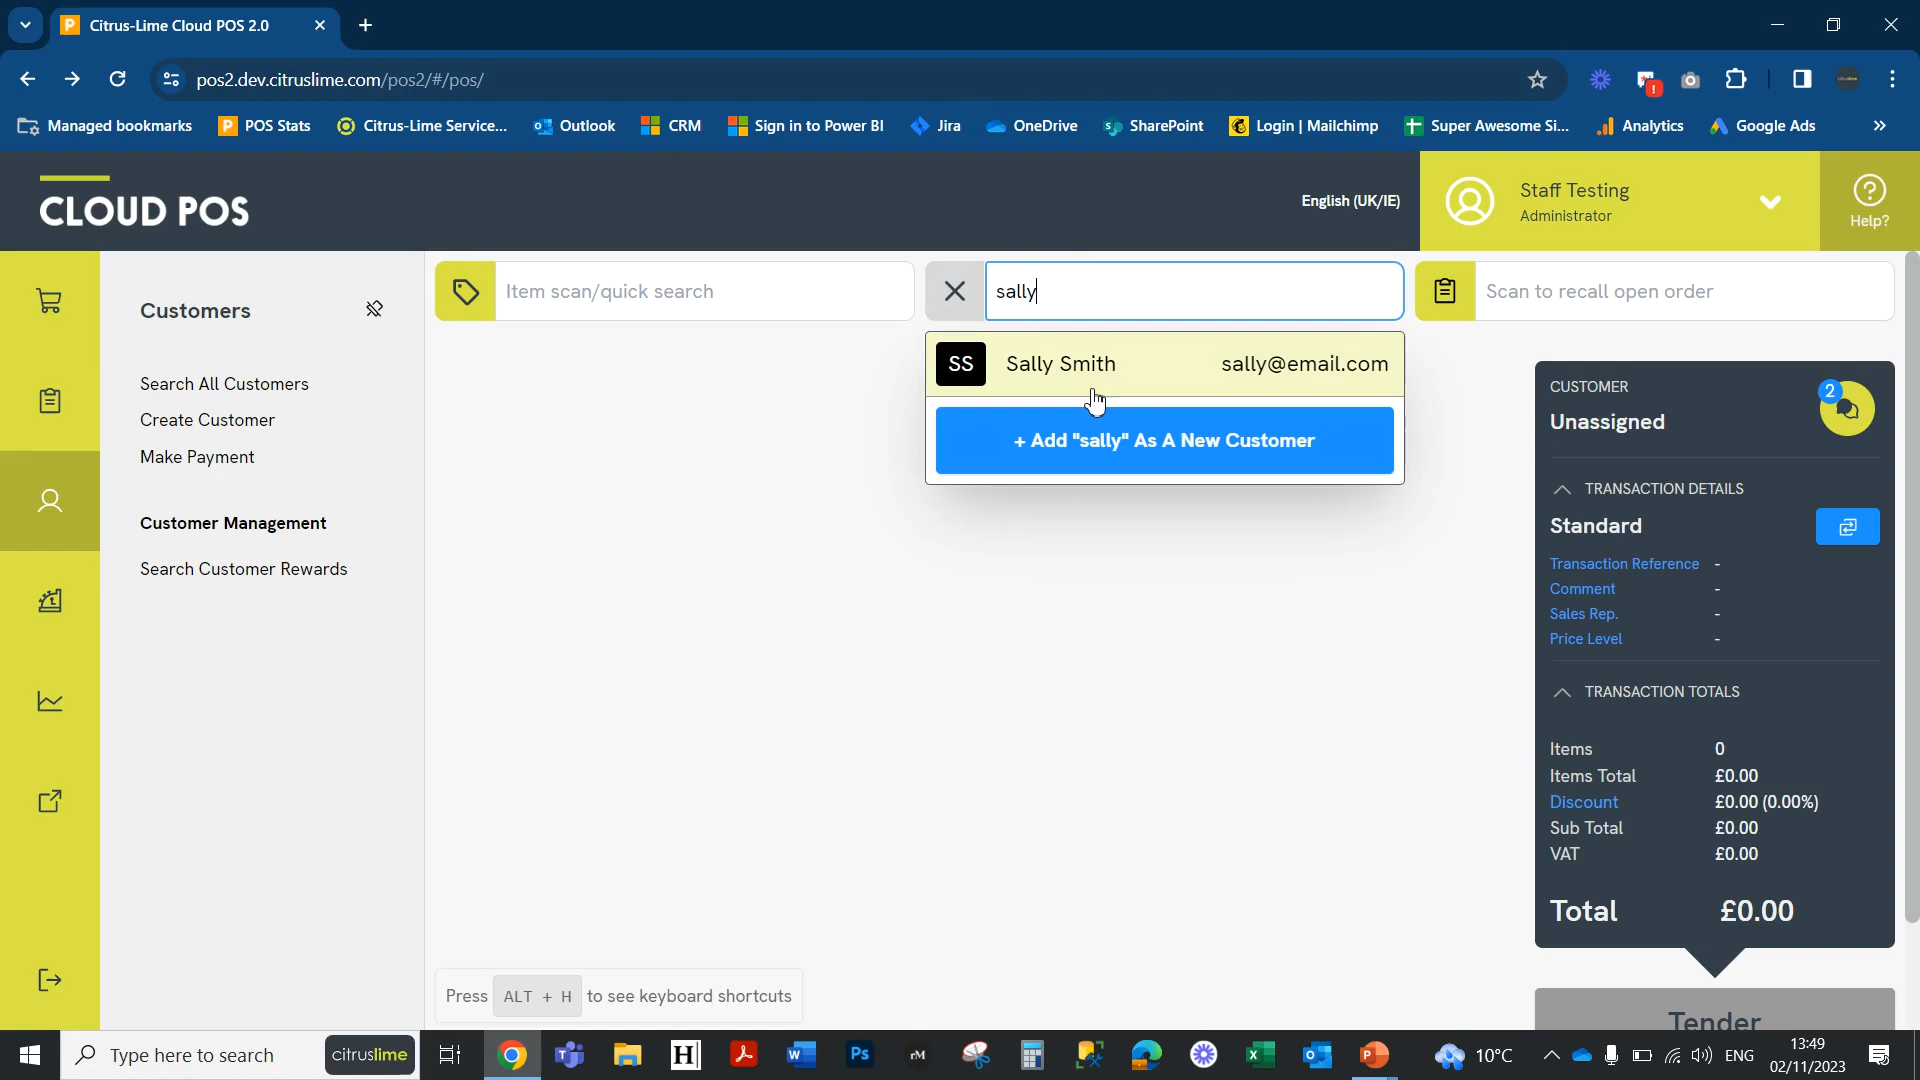 Citrus-Lime Cloud POS 2.0
pos2.dev.citruslime.com/pos2/#/pos/
Managed bookmarks
POS Stats
Citrus-Lime Service...
Outlook
CRM
Sign in to Power BI
Jira
OneDrive
SharePoint
Login | Mailchimp
Super Awesome Si...
Analytics
Google Ads
CLOUD POS
English (UK/IE)
Staff Testing
Administrator
Help?
Customers
Search All Customers
Create Customer
Make Payment
Customer Management
Search Customer Rewards
Item scan/quick search
sally
Scan to recall open order
SS Sally Smith sally@email.com
+ Add "sally" As A New Customer
CUSTOMER
Unassigned
2
TRANSACTION DETAILS
Standard
Transaction Reference -
Comment -
Sales Rep. -
Price Level -
TRANSACTION TOTALS
Items 0
Items Total £0.00
Discount £0.00 (0.00%)
Sub Total £0.00
VAT £0.00
Total £0.00
Tender
Press ALT + H to see keyboard shortcuts
Type here to search
citruslime
10°C
ENG
13:49
02/11/2023